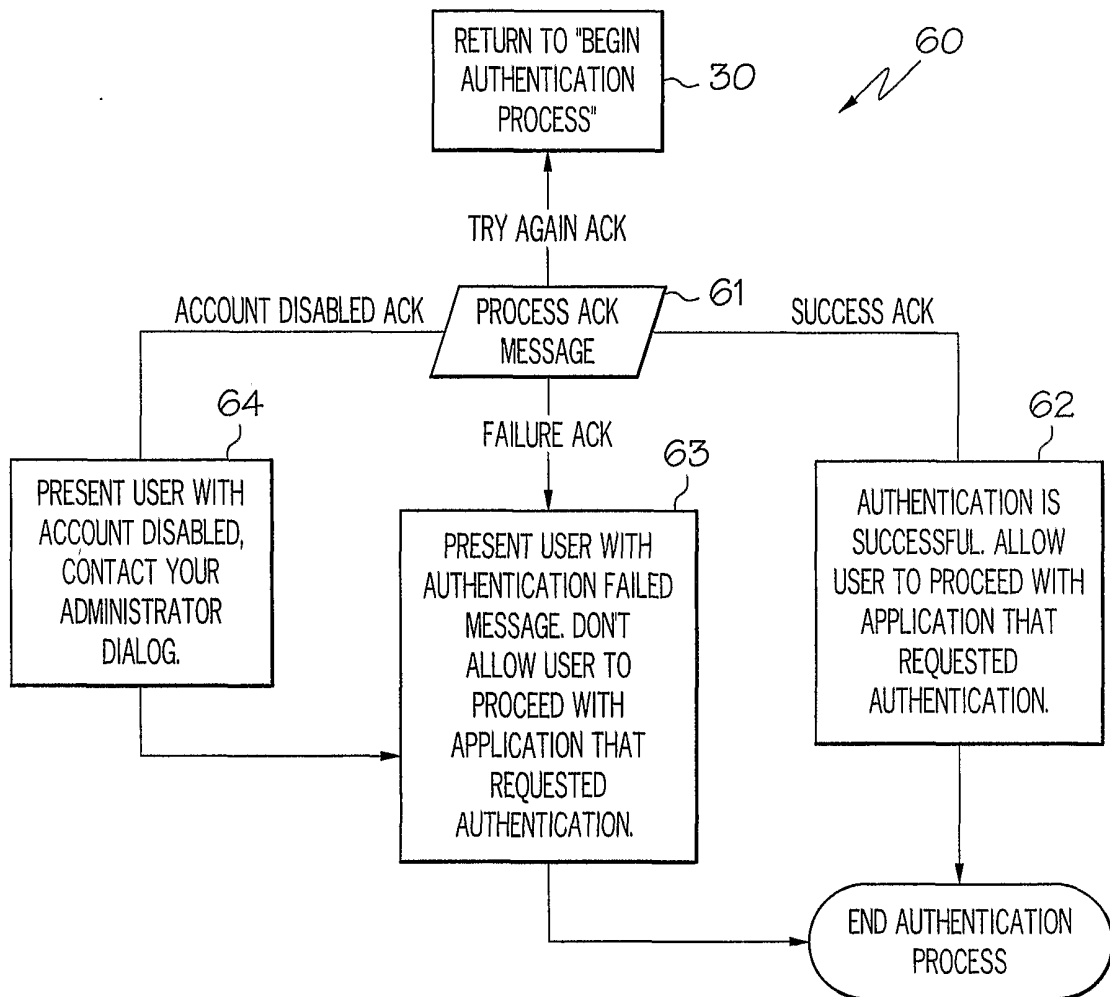 RETURN TO "BEGIN
AUTHENTICATION
PROCESS"
30
60
TRY AGAIN ACK
ACCOUNT DISABLED ACK
PROCESS ACK
MESSAGE
61
SUCCESS ACK
FAILURE ACK
64
PRESENT USER WITH
ACCOUNT DISABLED,
CONTACT YOUR
ADMINISTRATOR
DIALOG.
63
PRESENT USER WITH
AUTHENTICATION FAILED
MESSAGE. DON'T
ALLOW USER TO
PROCEED WITH
APPLICATION THAT
REQUESTED
AUTHENTICATION.
62
AUTHENTICATION IS
SUCCESSFUL. ALLOW
USER TO PROCEED WITH
APPLICATION THAT
REQUESTED
AUTHENTICATION.
END AUTHENTICATION
PROCESS